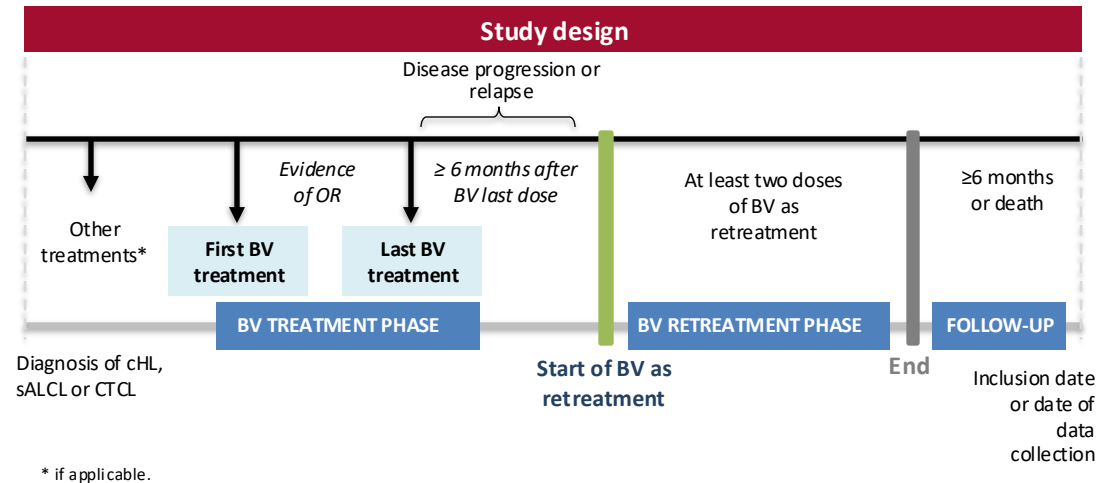 Study design
Disease progression or
relapse
Other
treatments*
Evidence
of OR
≥ 6 months after
BV last dose
At least two doses
of BV as
retreatment
≥6 months
or death
First BV
treatment
Last BV
treatment
BV TREATMENT PHASE
BV RETREATMENT PHASE
FOLLOW-UP
Diagnosis of cHL,
sALCL or CTCL
Start of BV as
retreatment
End
Inclusion date
or date of
data
collection
* if applicable.